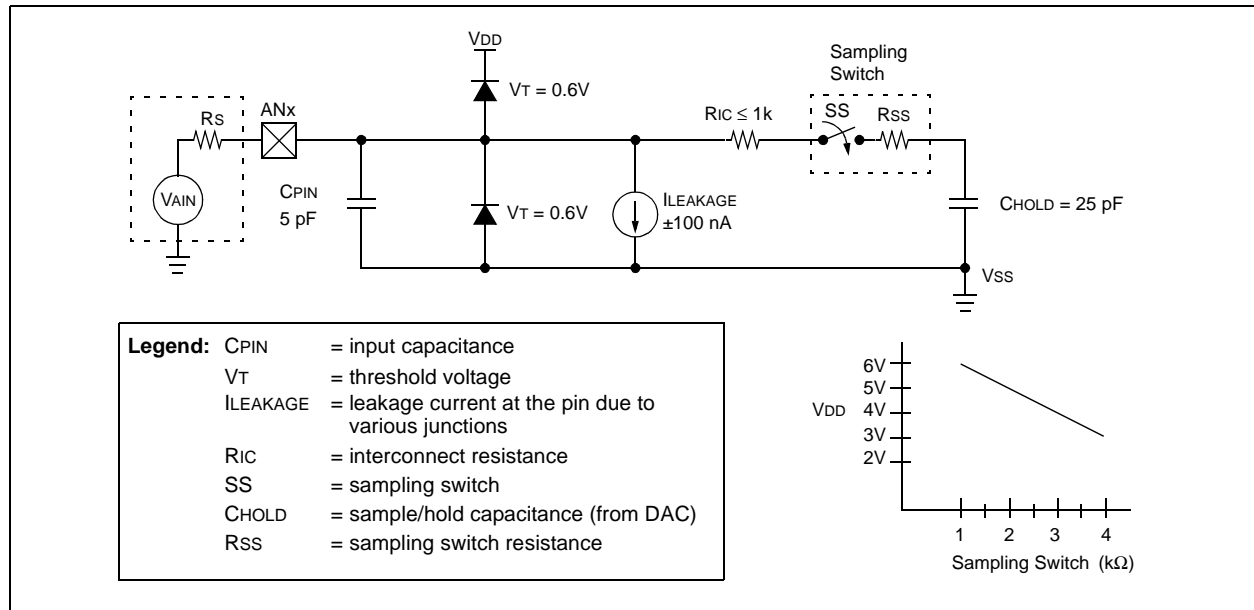 VDD
Sampling
Switch
VT = 0.6V
RS
ANx
RIC ≤ 1k
SS
RSS
VAIN
CPIN
5 pF
VT = 0.6V
ILEAKAGE
±100 nA
CHOLD = 25 pF
VSS
Legend: CPIN = input capacitance
VT = threshold voltage
ILEAKAGE = leakage current at the pin due to
various junctions
RIC = interconnect resistance
SS = sampling switch
CHOLD = sample/hold capacitance (from DAC)
RSS = sampling switch resistance
6V
5V
VDD 4V
3V
2V
1 2 3 4
Sampling Switch (kΩ)